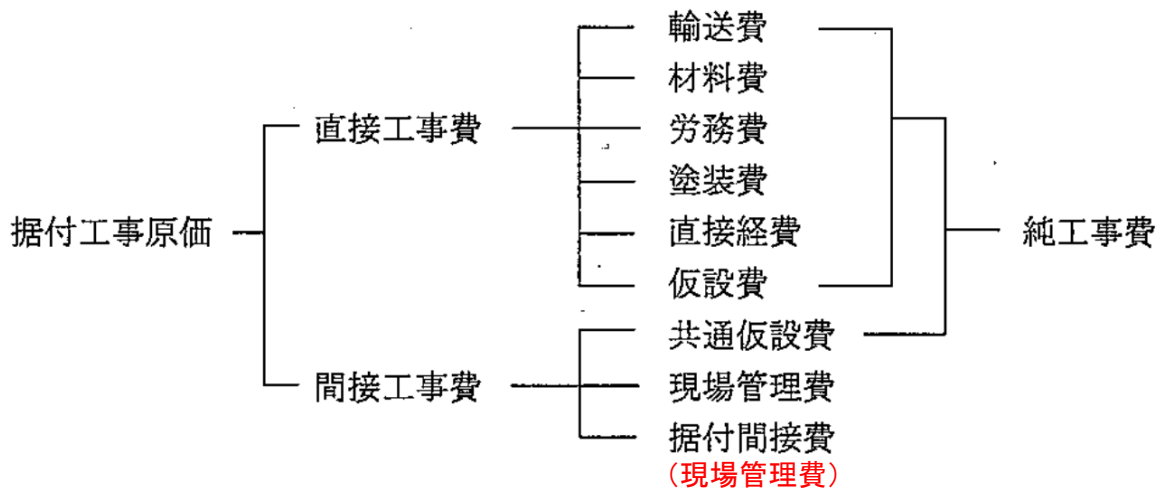 据付工事原価
直接工事費
輸送費
材料費
労務費
塗装費
直接経費
仮設費
間接工事費
共通仮設費
現場管理費
据付間接費
(現場管理費)
純工事費